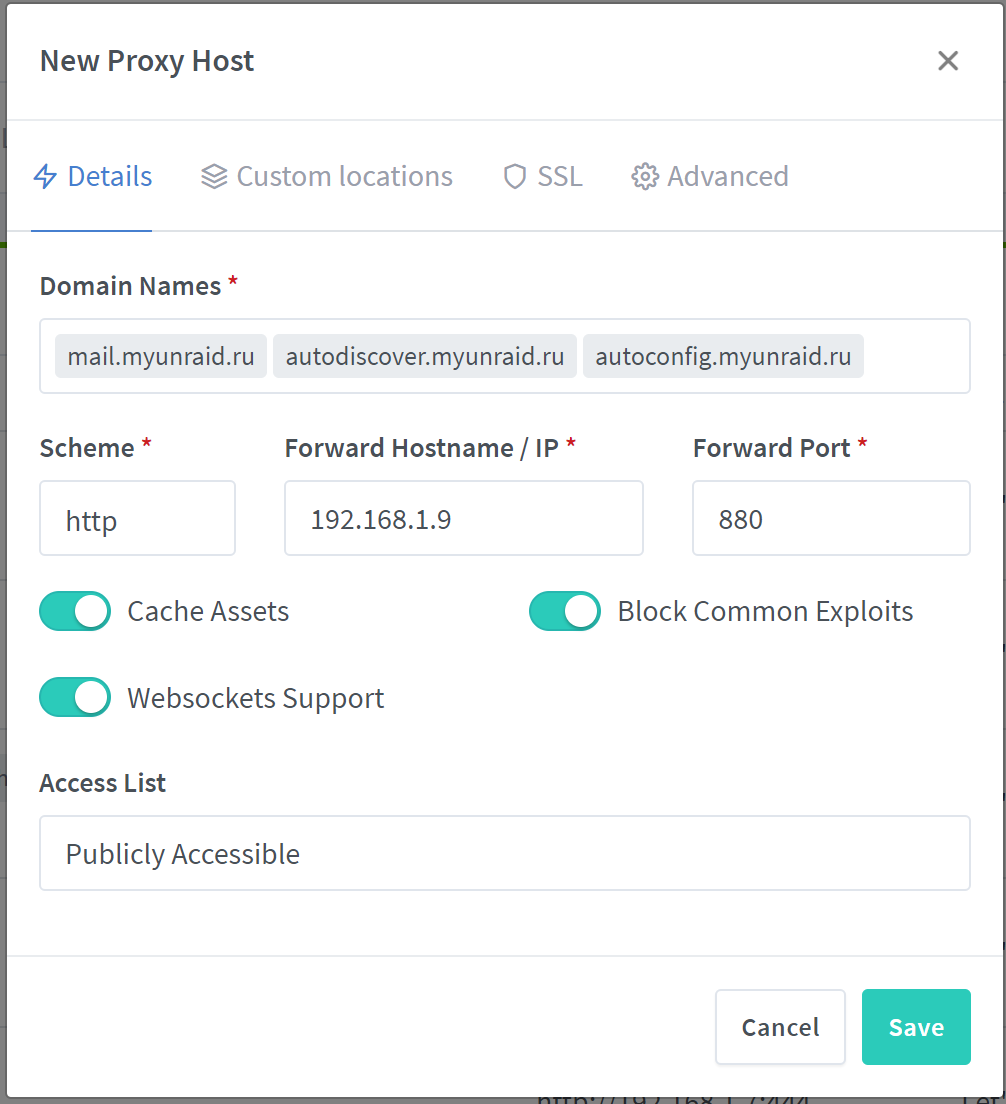 New Proxy Host
Details Custom locations SSL Advanced
Domain Names *
mail.myunraid.ru autodiscover.myunraid.ru autoconfig.myunraid.ru
Scheme * Forward Hostname / IP * Forward Port *
http 192.168.1.9 880
Cache Assets Block Common Exploits
Websockets Support
Access List
Publicly Accessible
Cancel Save